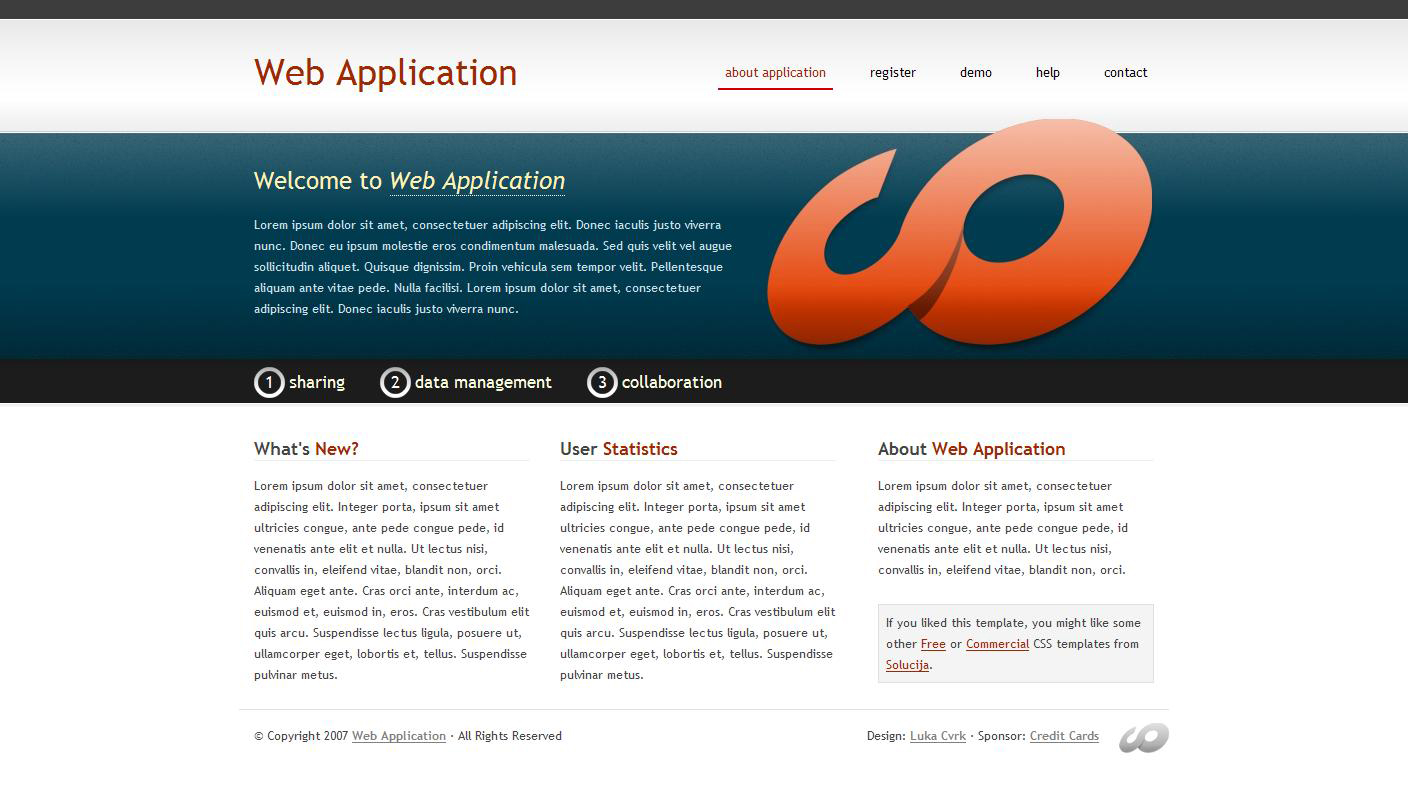 Web Application
about application register demo help contact
Welcome to Web Application
Lorem ipsum dolor sit amet, consectetuer adipiscing elit. Donec iaculis justo viverra
nunc. Donec eu ipsum molestie eros condimentum malesuada. Sed quis velit vel augue
sollicitudin aliquet. Quisque dignissim. Proin vehicula sem tempor velit. Pellentesque
aliquam ante vitae pede. Nulla facilisi. Lorem ipsum dolor sit amet, consectetuer
adipiscing elit. Donec iaculis justo viverra nunc.
1 sharing 2 data management 3 collaboration
What's New?
Lorem ipsum dolor sit amet, consectetuer
adipiscing elit. Integer porta, ipsum sit amet
ultricies congue, ante pede congue pede, id
venenatis ante elit et nulla. Ut lectus nisi,
convallis in, eleifend vitae, blandit non, orci.
Aliquam eget ante. Cras orci ante, interdum ac,
euismod et, euismod in, eros. Cras vestibulum elit
quis arcu. Suspendisse lectus ligula, posuere ut,
ullamcorper eget, lobortis et, tellus. Suspendisse
pulvinar metus.
User Statistics
Lorem ipsum dolor sit amet, consectetuer
adipiscing elit. Integer porta, ipsum sit amet
ultricies congue, ante pede congue pede, id
venenatis ante elit et nulla. Ut lectus nisi,
convallis in, eleifend vitae, blandit non, orci.
Aliquam eget ante. Cras orci ante, interdum ac,
euismod et, euismod in, eros. Cras vestibulum elit
quis arcu. Suspendisse lectus ligula, posuere ut,
ullamcorper eget, lobortis et, tellus. Suspendisse
pulvinar metus.
About Web Application
Lorem ipsum dolor sit amet, consectetuer
adipiscing elit. Integer porta, ipsum sit amet
ultricies congue, ante pede congue pede, id
venenatis ante elit et nulla. Ut lectus nisi,
convallis in, eleifend vitae, blandit non, orci.
If you liked this template, you might like some
other Free or Commercial CSS templates from
Solucija.
© Copyright 2007 Web Application · All Rights Reserved
Design: Luka Cvrk · Sponsor: Credit Cards